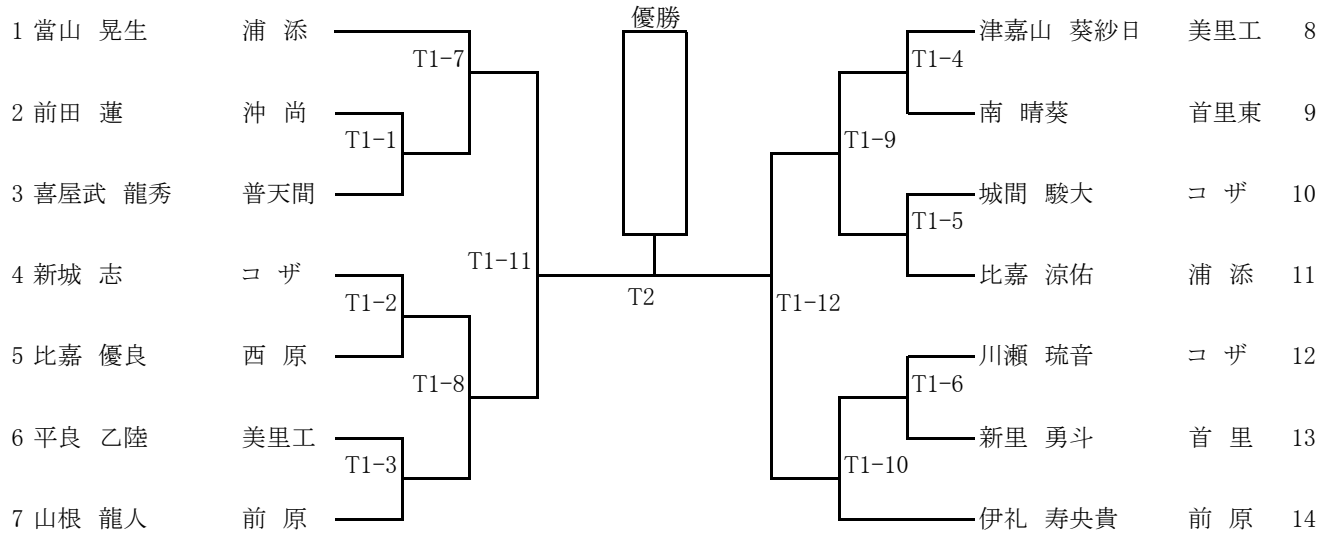 優勝
1 當山 晃生 浦 添
T1-7
2 前田 蓮 沖 尚
T1-1
3 喜屋武 龍秀 普天間
T1-11
4 新城 志 コ ザ
T1-2
5 比嘉 優良 西 原
T1-8
6 平良 乙陸 美里工
T1-3
7 山根 龍人 前 原
T2
津嘉山 葵紗日 美里工 8
T1-4
南 晴葵 首里東 9
T1-9
城間 駿大 コ ザ 10
T1-5
比嘉 涼佑 浦 添 11
T1-12
川瀬 琉音 コ ザ 12
T1-6
新里 勇斗 首 里 13
T1-10
伊礼 寿央貴 前 原 14